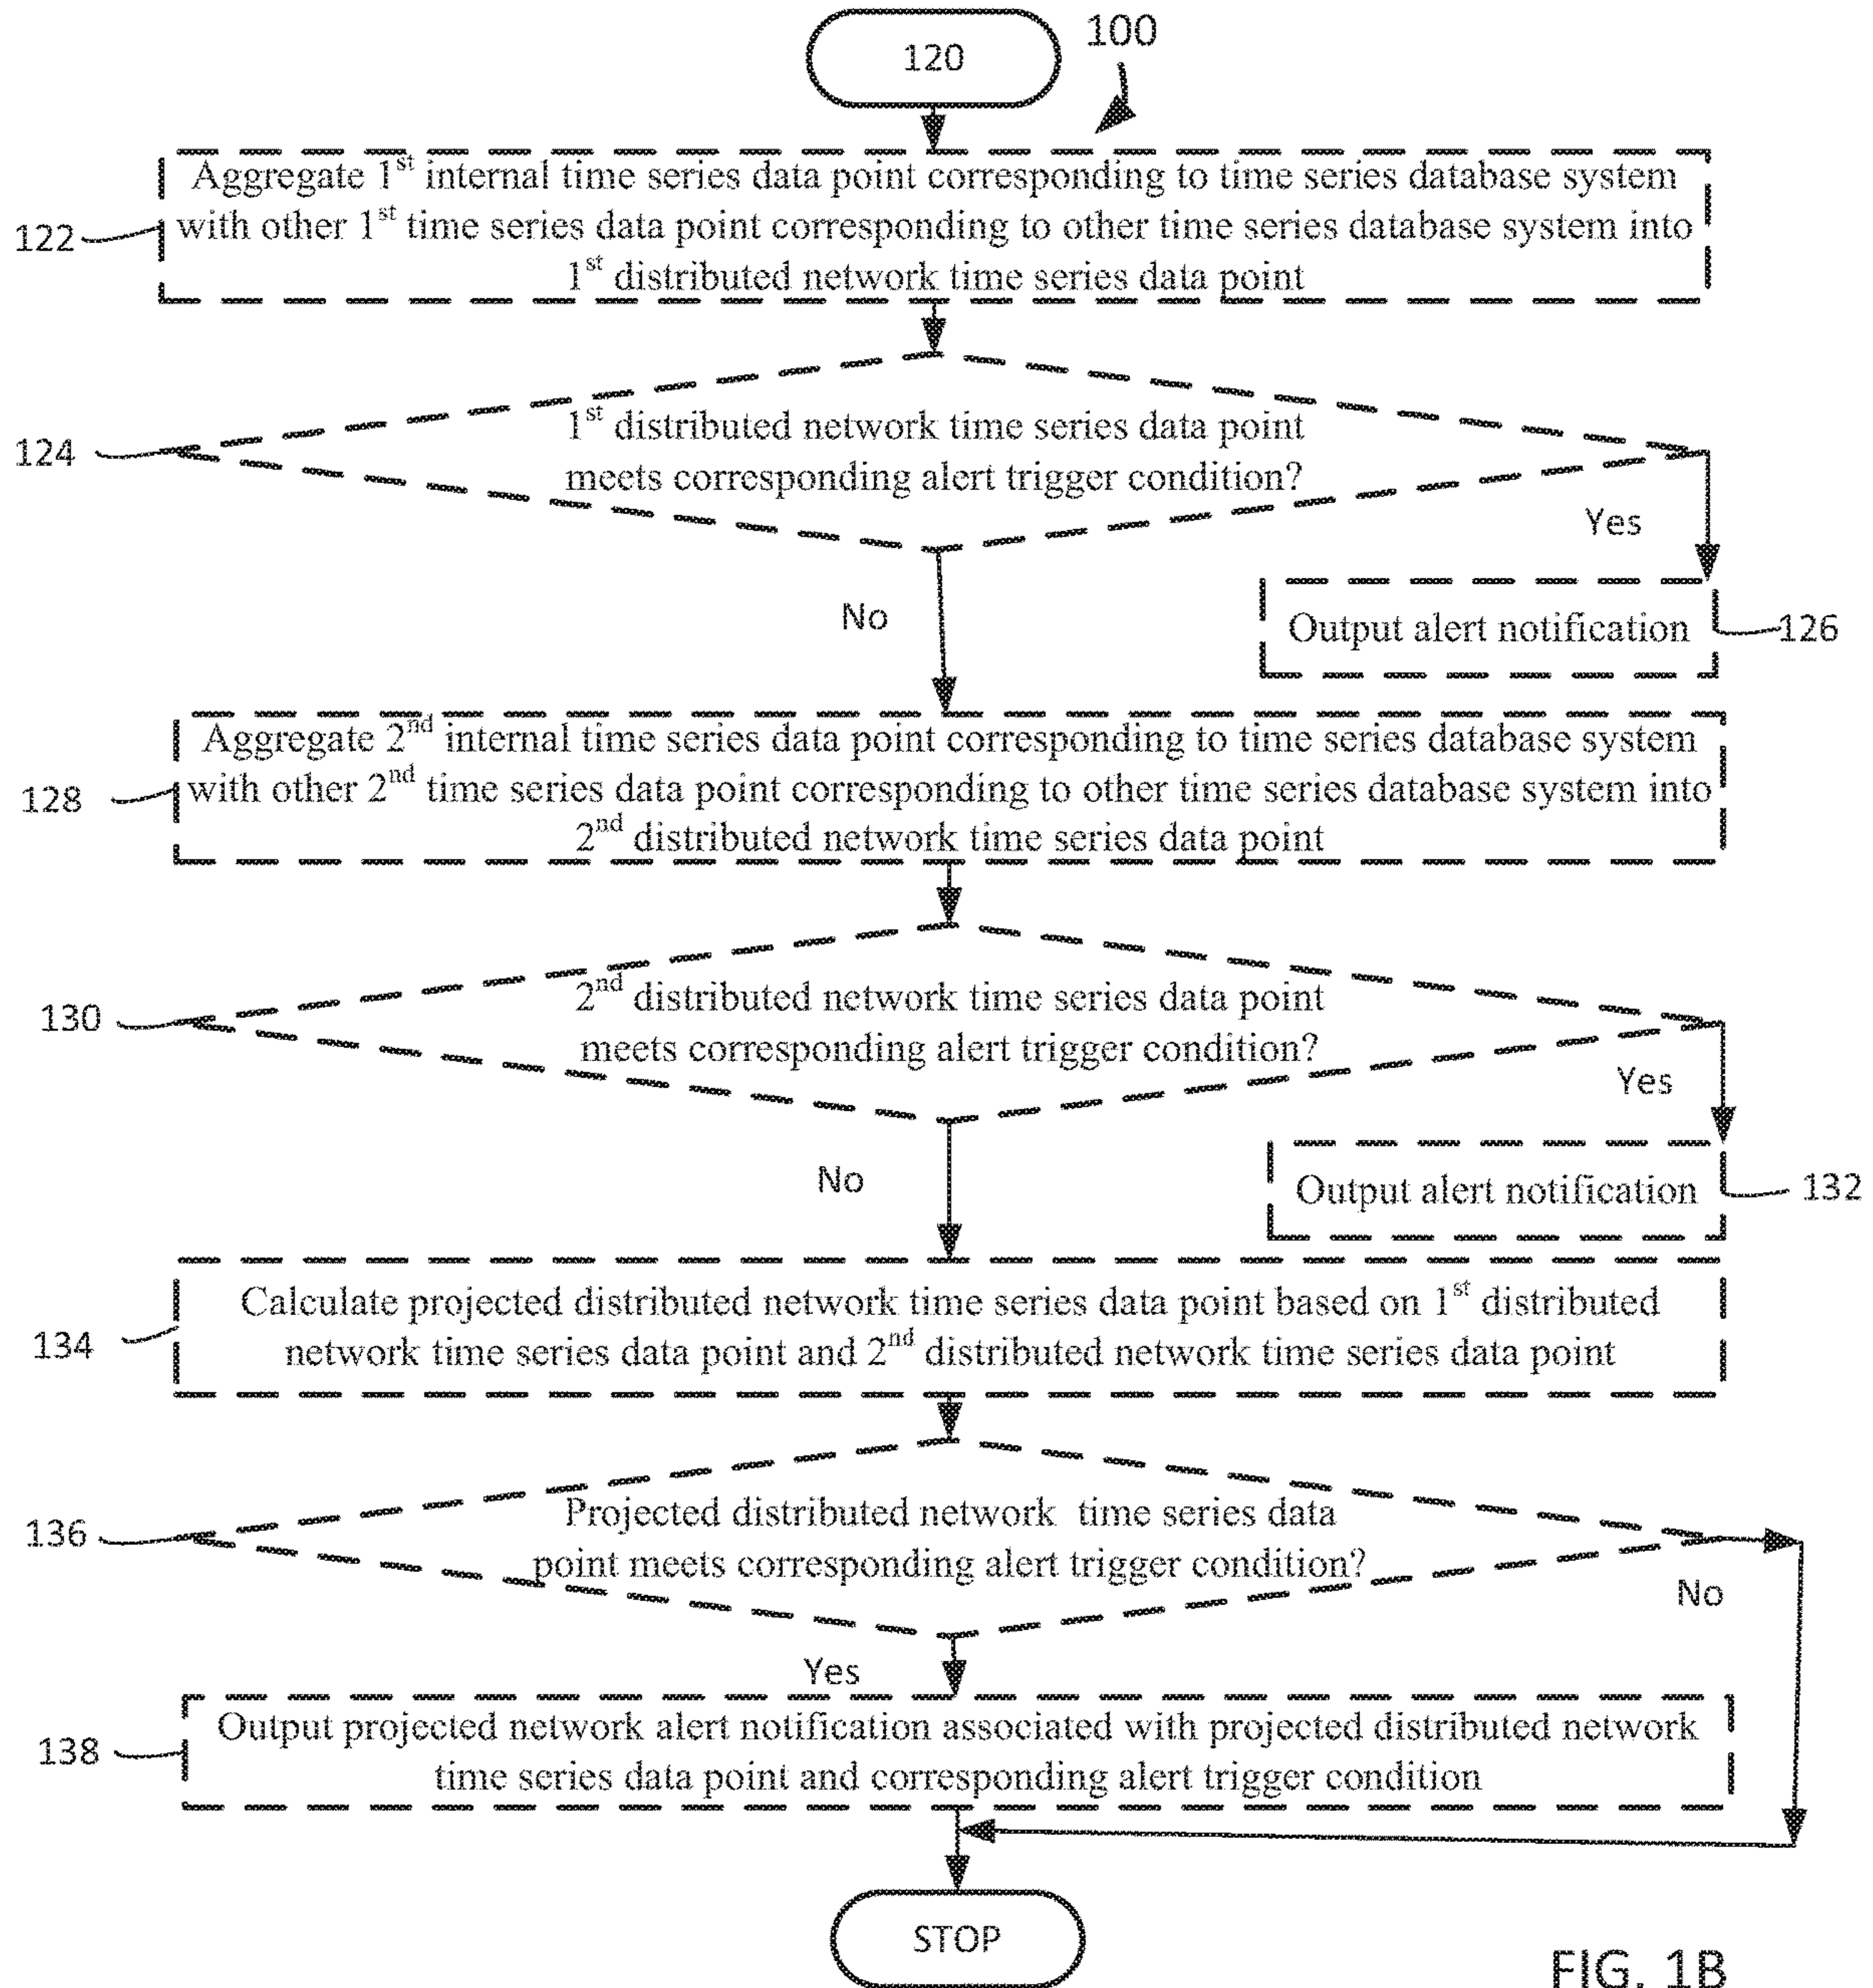 120
100
122
Aggregate 1st internal time series data point corresponding to time series database system
with other 1st time series data point corresponding to other time series database system into
1st distributed network time series data point
124
1st distributed network time series data point
meets corresponding alert trigger condition?
Yes
No
Output alert notification
126
128
Aggregate 2nd internal time series data point corresponding to time series database system
with other 2nd time series data point corresponding to other time series database system into
2nd distributed network time series data point
130
2nd distributed network time series data point
meets corresponding alert trigger condition?
Yes
No
Output alert notification
132
134
Calculate projected distributed network time series data point based on 1st distributed
network time series data point and 2nd distributed network time series data point
136
Projected distributed network time series data
point meets corresponding alert trigger condition?
No
Yes
138
Output projected network alert notification associated with projected distributed network
time series data point and corresponding alert trigger condition
STOP
FIG. 1B